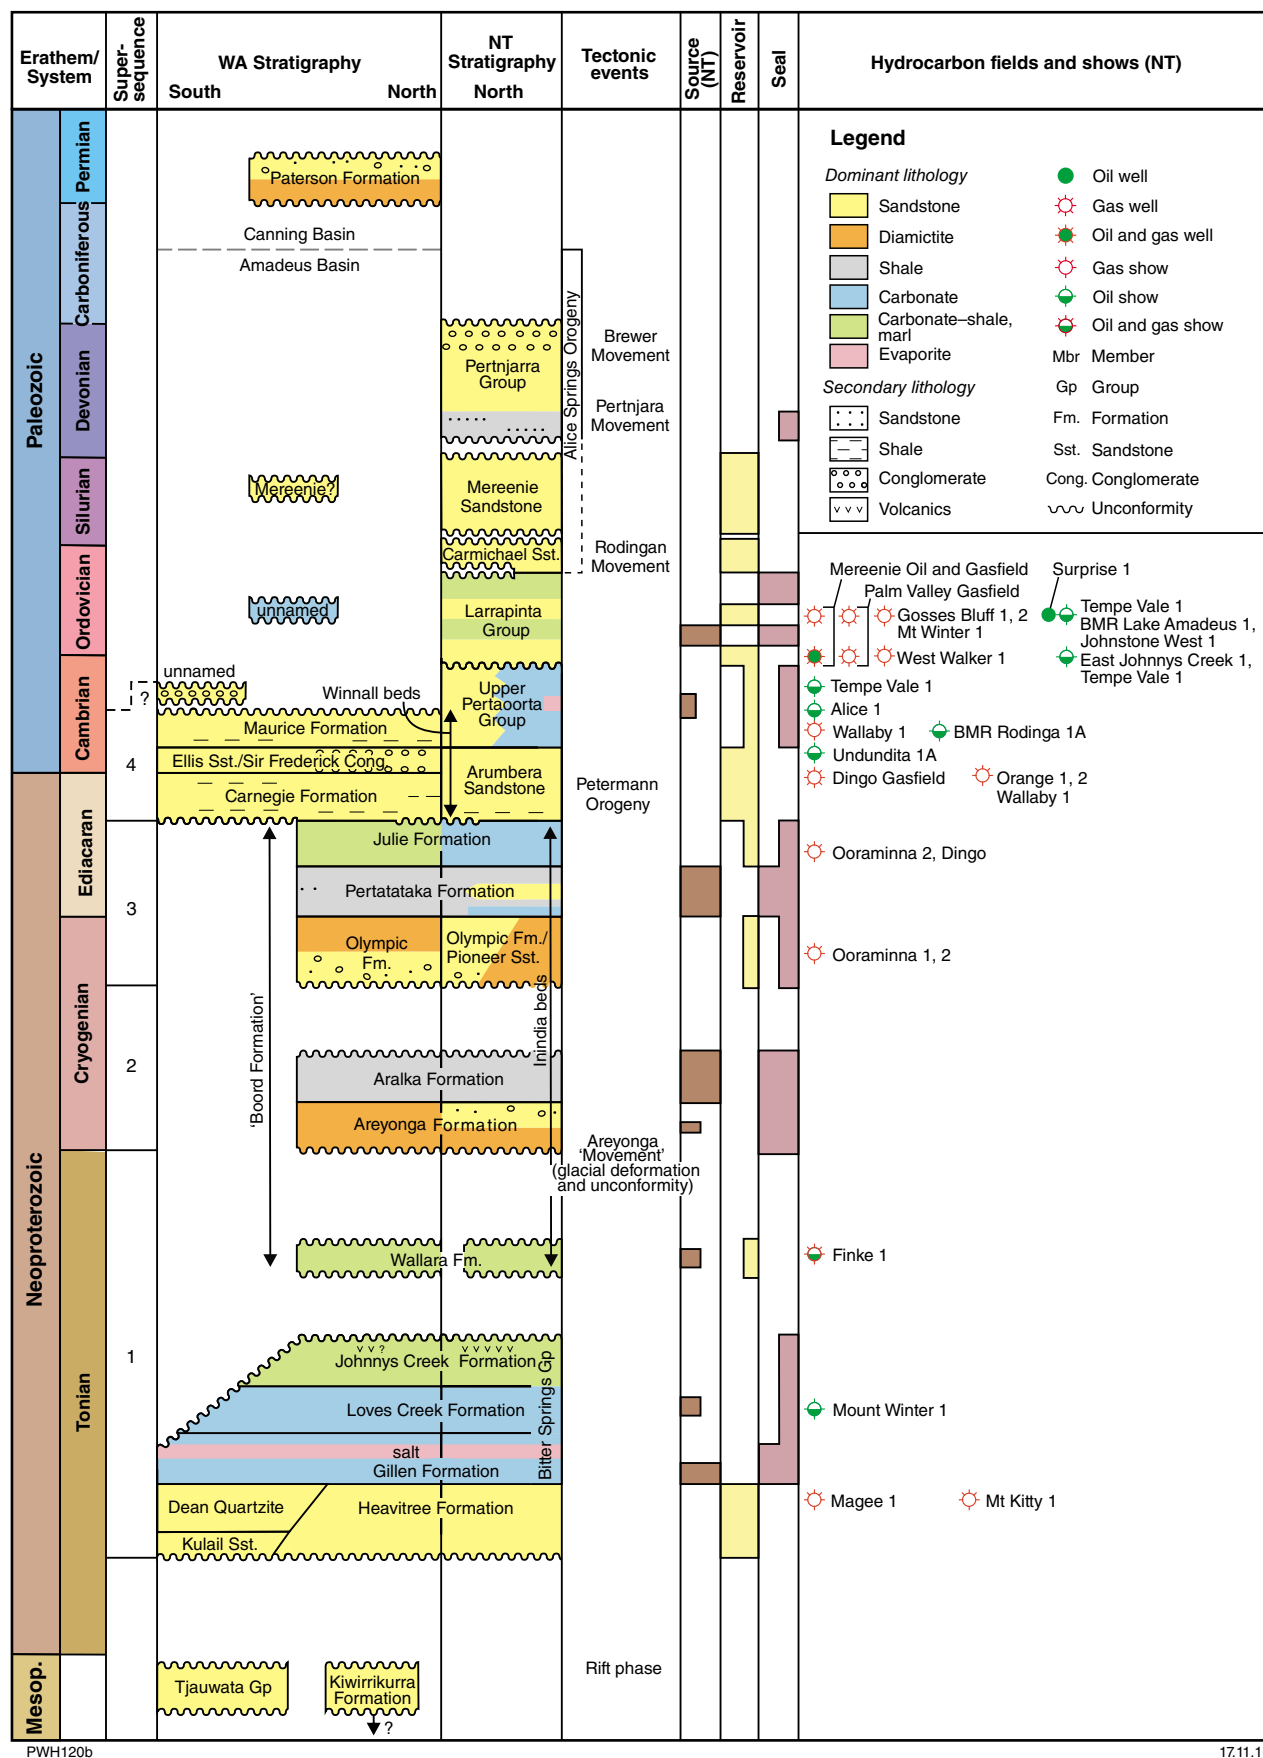 Erathem/
System
Super-
sequence
WA Stratigraphy
South
North
NT
Stratigraphy
North
Tectonic
events
Source
(NT)
Reservoir
Seal
Hydrocarbon fields and shows (NT)
Paleozoic
Neoproterozoic
Mesop.
Permian
Carboniferous
Devonian
Silurian
Ordovician
Cambrian
Ediacaran
Cryogenian
Tonian
?
4
3
2
1
Paterson Formation
Canning Basin
Amadeus Basin
Pertnjarra
Group
Mereenie?
Mereenie
Sandstone
Carmichael Sst.
unnamed
Larrapinta
Group
unnamed
Winnall beds
Upper
Pertaoorta
Group
Maurice Formation
Ellis Sst./Sir Frederick Cong.
Carnegie Formation
Arumbera
Sandstone
Julie Formation
Pertatataka Formation
Olympic
Fm.
Olympic Fm./
Pioneer Sst.
'Boord Formation'
Inindia beds
Aralka Formation
Areyonga Formation
Wallara Fm.
v v ?
v v v v v
Johnnys Creek Formation
Loves Creek Formation
salt
Gillen Formation
Bitter Springs Gp
Dean Quartzite
Heavitree Formation
Kulail Sst.
Tjauwata Gp
Kiwirrikurra
Formation
?
Alice Springs Orogeny
Brewer
Movement
Pertnjara
Movement
Rodingan
Movement
Petermann
Orogeny
Areyonga
'Movement'
(glacial deformation
and unconformity)
Rift phase
Legend
Dominant lithology
Sandstone
Diamictite
Shale
Carbonate
Carbonate–shale,
marl
Evaporite
Secondary lithology
Sandstone
Shale
Conglomerate
v v v Volcanics
Oil well
Gas well
Oil and gas well
Gas show
Oil show
Oil and gas show
Mbr Member
Gp Group
Fm. Formation
Sst. Sandstone
Cong. Conglomerate
Unconformity
Mereenie Oil and Gasfield
Surprise 1
Palm Valley Gasfield
Gosses Bluff 1, 2
Mt Winter 1
Tempe Vale 1
BMR Lake Amadeus 1,
Johnstone West 1
West Walker 1
East Johnnys Creek 1,
Tempe Vale 1
Tempe Vale 1
Alice 1
Wallaby 1
BMR Rodinga 1A
Undundita 1A
Dingo Gasfield
Orange 1, 2
Wallaby 1
Ooraminna 2, Dingo
Ooraminna 1, 2
Finke 1
Mount Winter 1
Magee 1
Mt Kitty 1
PWH120b